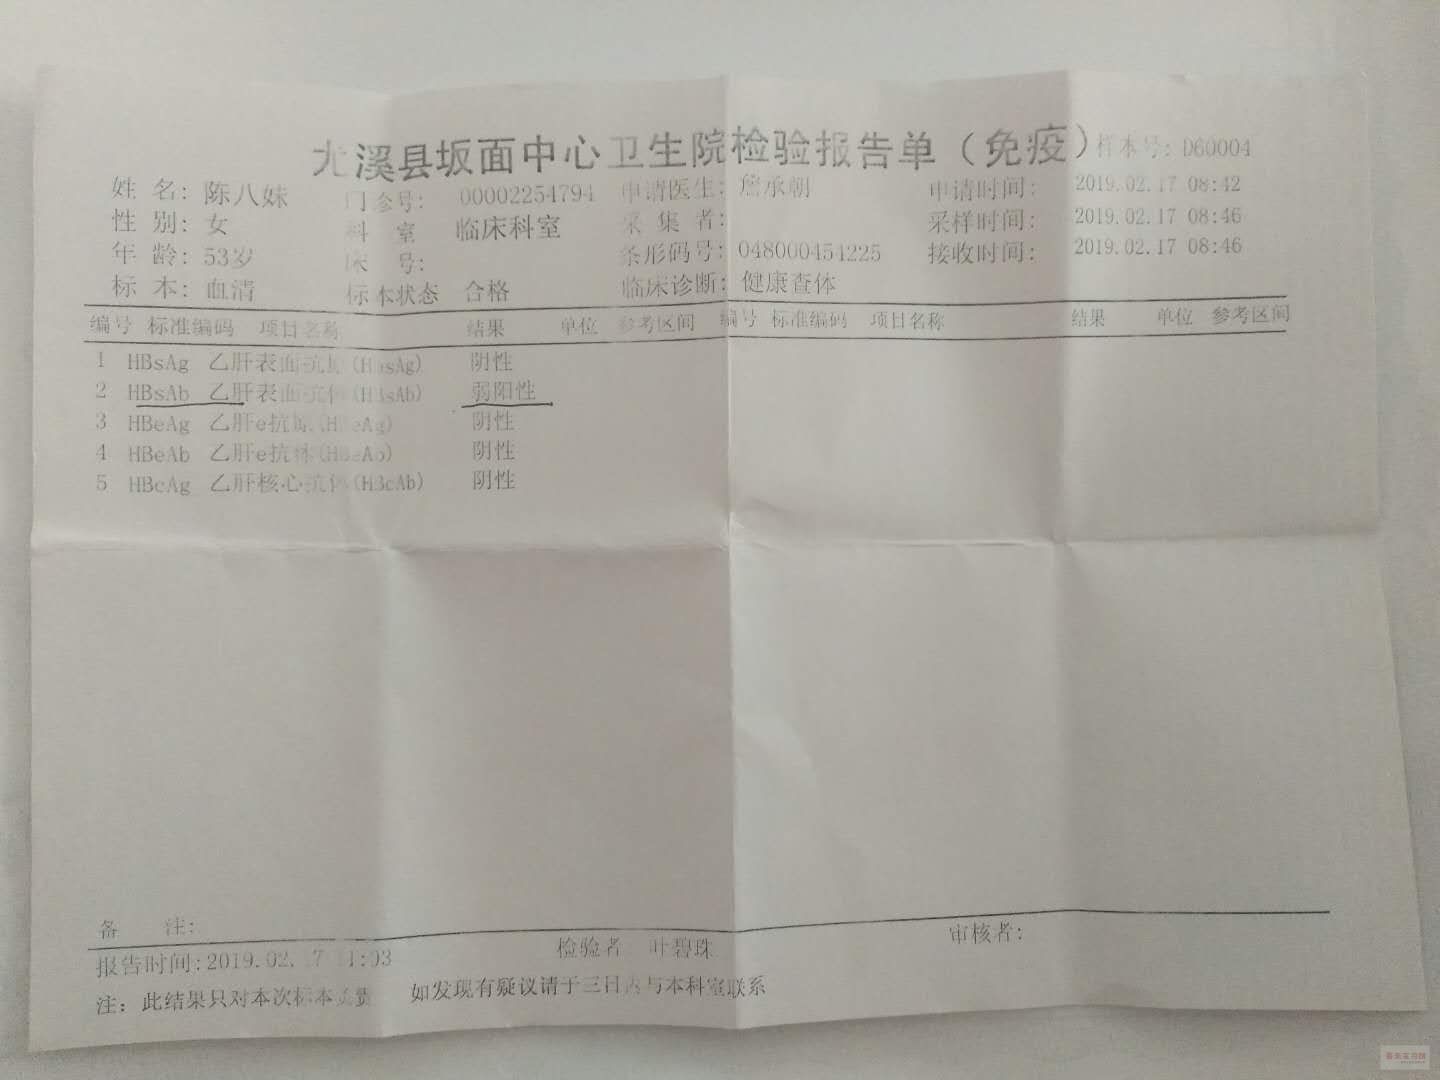 尤溪县坂面中心卫生院检验报告单（免疫） 样本号: D60004
姓 名: 陈八妹 门诊号: 00002254794 申请医生: 詹承朝 申请时间: 2019.02.17 08:42
性 别: 女 科 室 临床科室 采 集 者: 采样时间: 2019.02.17 08:46
年 龄: 53岁 床 号: 条形码号: 048000454225 接收时间: 2019.02.17 08:46
标 本: 血清 标本状态 合格 临床诊断: 健康查体
编号 标准编码 项目名称 结果 单位 参考区间 编号 标准编码 项目名称 结果 单位 参考区间
1 HBsAg 乙肝表面抗原(HBsAg) 阴性
2 HBsAb 乙肝表面抗体(HBsAb) 弱阳性
3 HBeAg 乙肝e抗原(HBeAg) 阴性
4 HBeAb 乙肝e抗体(HBeAb) 阴性
5 HBcAg 乙肝核心抗体(HBcAb) 阴性
备 注:
报告时间:2019.02.17 11:03 检验者 叶碧珠 审核者:
注: 此结果只对本次标本负责 如发现有疑议请于三日内与本科室联系